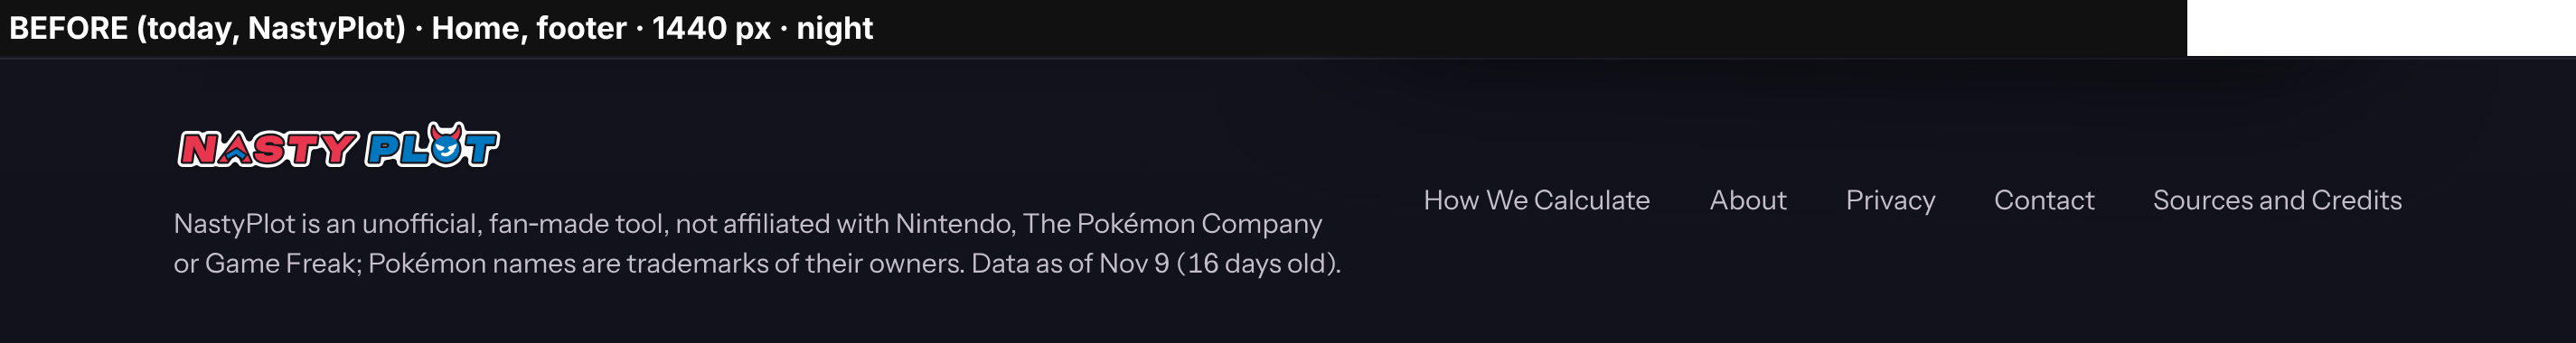 BEFORE (today, NastyPlot) · Home, footer · 1440 px · night
NASTY PLOT
NastyPlot is an unofficial, fan-made tool, not affiliated with Nintendo, The Pokémon Company
or Game Freak; Pokémon names are trademarks of their owners. Data as of Nov 9 (16 days old).
How We Calculate About Privacy Contact Sources and Credits